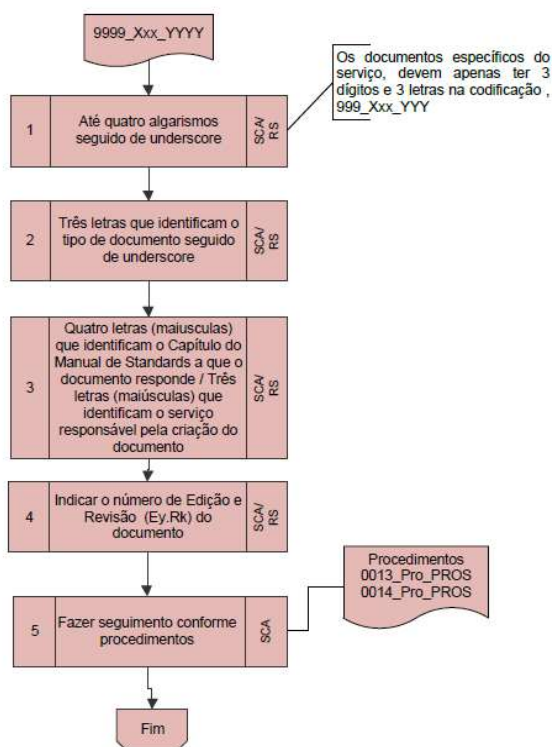 9999_Xxx_YYYY
Os documentos específicos do
serviço, devem apenas ter 3
dígitos e 3 letras na codificação ,
999_Xxx_YYY
1
Até quatro algarismos
seguido de underscore
SCA/
RS
2
Três letras que identificam o
tipo de documento seguido
de underscore
SCA/
RS
3
Quatro letras (maiusculas)
que identificam o Capítulo do
Manual de Standards a que o
documento responde / Três
letras (maiúsculas) que
identificam o serviço
responsável pela criação do
documento
SCA/
RS
4
Indicar o número de Edição e
Revisão (Ey.Rk) do
documento
SCA/
RS
5
Fazer seguimento conforme
procedimentos
SCA
Procedimentos
0013_Pro_PROS
0014_Pro_PROS
Fim